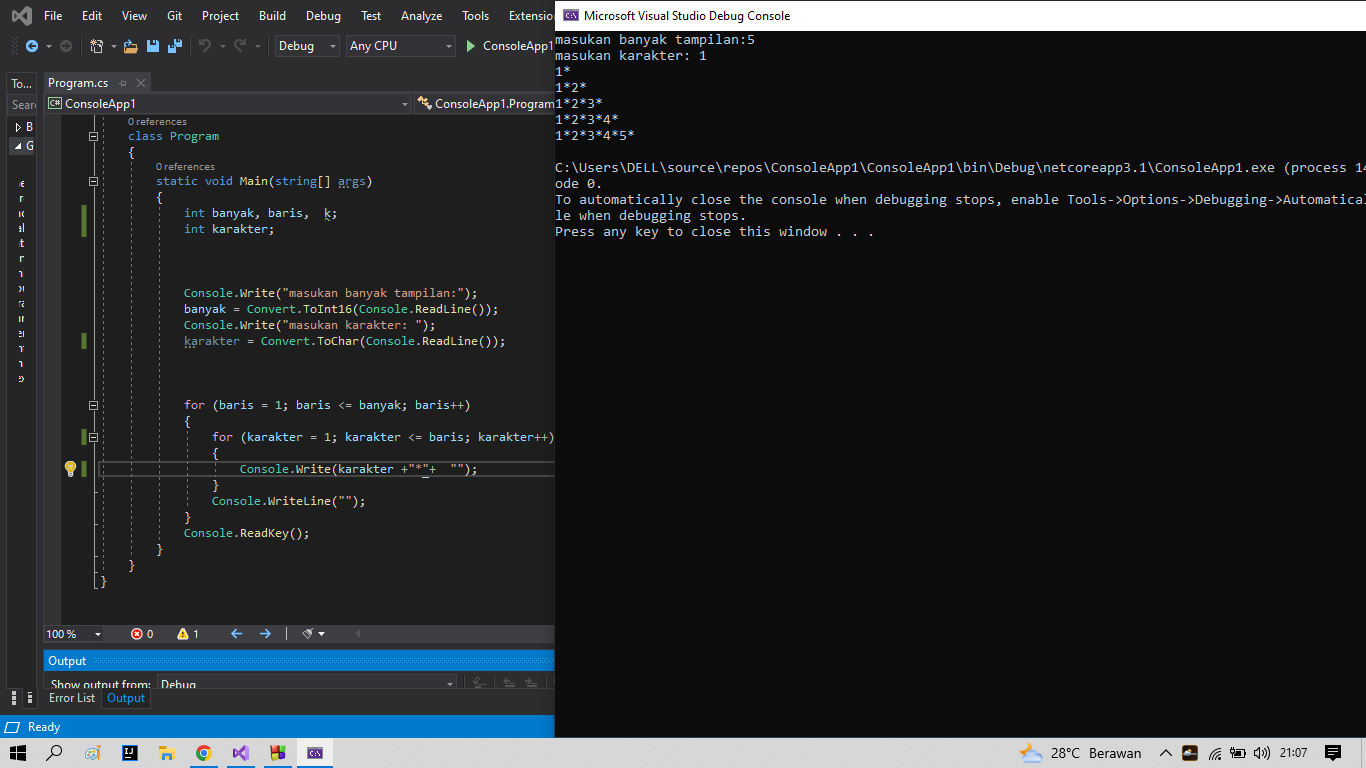 File Edit View Git Project Build Debug Test Analyze Tools Extensio
Debug Any CPU ConsoleApp1
To... Program.cs
Sear
C# ConsoleApp1 ConsoleApp1.Program
B
G
0 references
class Program
{
0 references
static void Main(string[] args)
{
int banyak, baris,  k;
int karakter;
Console.Write("masukan banyak tampilan:");
banyak = Convert.ToInt16(Console.ReadLine());
Console.Write("masukan karakter: ");
karakter = Convert.ToChar(Console.ReadLine());
for (baris = 1; baris <= banyak; baris++)
{
for (karakter = 1; karakter <= baris; karakter++)
{
Console.Write(karakter +"*"+  "");
}
Console.WriteLine("");
}
Console.ReadKey();
}
}
}
100 % 0 1
Output
Show output from: Debug
Error List Output
Ready
C:\ Microsoft Visual Studio Debug Console
masukan banyak tampilan:5
masukan karakter: 1
1*
1*2*
1*2*3*
1*2*3*4*
1*2*3*4*5*
C:\Users\DELL\source\repos\ConsoleApp1\ConsoleApp1\bin\Debug\netcoreapp3.1\ConsoleApp1.exe (process 14
ode 0.
To automatically close the console when debugging stops, enable Tools->Options->Debugging->Automatical
le when debugging stops.
Press any key to close this window . . .
IJ C:\ 28°C Berawan 21:07